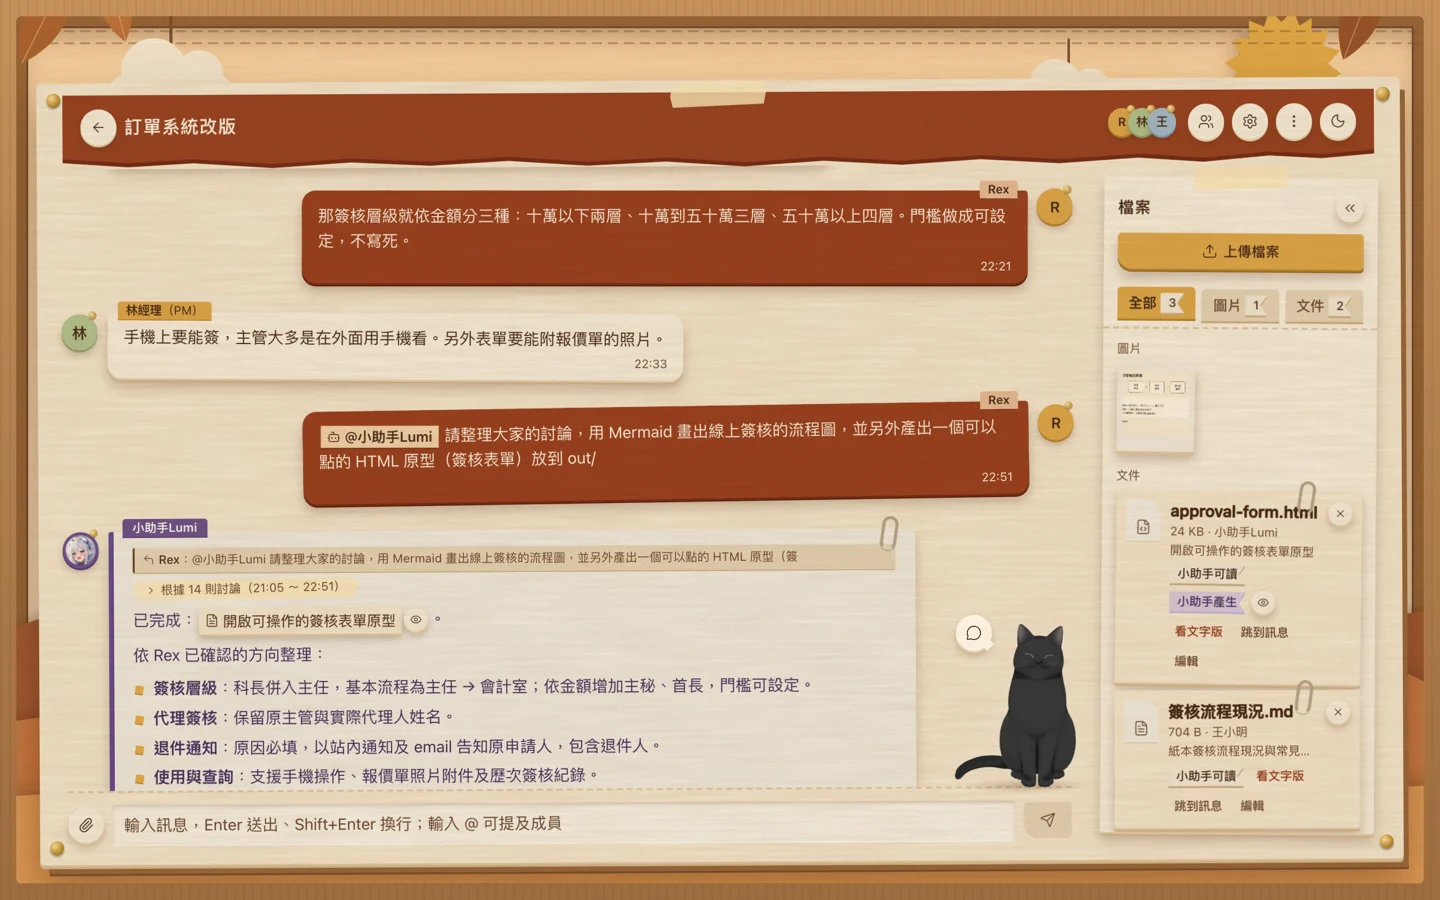 訂單系統改版
R 林 王
Rex
那簽核層級就依金額分三種：十萬以下兩層、十萬到五十萬三層、五十萬以上四層。門檻做成可設
定，不寫死。
22:21
R
林經理（PM）
林
手機上要能簽，主管大多是在外面用手機看。另外表單要能附報價單的照片。
22:33
Rex
@小助手Lumi 請整理大家的討論，用 Mermaid 畫出線上簽核的流程圖，並另外產出一個可以
點的 HTML 原型（簽核表單）放到 out/
22:51
R
小助手Lumi
Rex：@小助手Lumi 請整理大家的討論，用 Mermaid 畫出線上簽核的流程圖，並另外產出一個可以點的 HTML 原型（簽
根據 14 則討論（21:05 ～ 22:51）
已完成： 開啟可操作的簽核表單原型 。
依 Rex 已確認的方向整理：
簽核層級：科長併入主任，基本流程為主任 → 會計室；依金額增加主秘、首長，門檻可設定。
代理簽核：保留原主管與實際代理人姓名。
退件通知：原因必填，以站內通知及 email 告知原申請人，包含退件人。
使用與查詢：支援手機操作、報價單照片附件及歷次簽核紀錄。
輸入訊息，Enter 送出、Shift+Enter 換行；輸入 @ 可提及成員
檔案
上傳檔案
全部 3 圖片 1 文件 2
圖片
文件
approval-form.html
24 KB · 小助手Lumi
開啟可操作的簽核表單原型
小助手可讀
小助手產生
看文字版 跳到訊息
編輯
簽核流程現況.md
704 B · 王小明
紙本簽核流程現況與常見...
小助手可讀 看文字版
跳到訊息 編輯